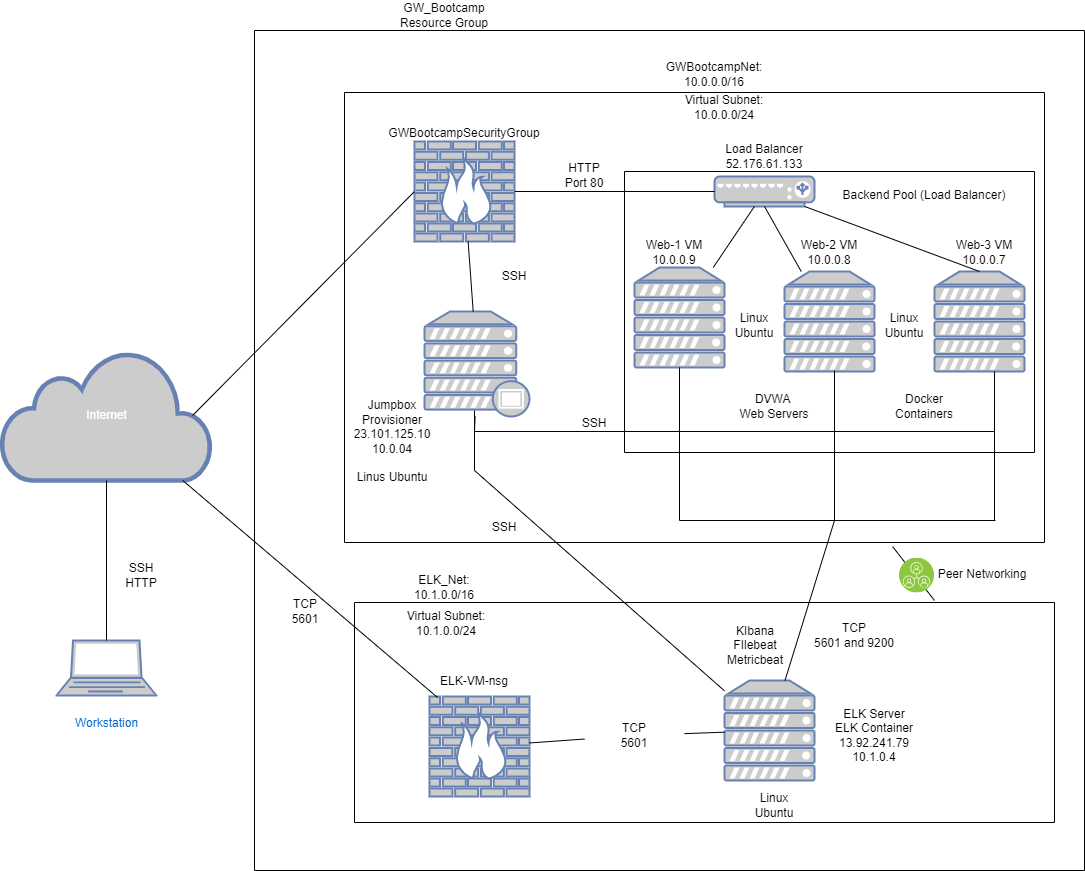 GW_Bootcamp
Resource Group
GWBootcampNet:
10.0.0.0/16
Virtual Subnet:
10.0.0.0/24
GWBootcampSecurityGroup
HTTP
Port 80
Load Balancer
52.176.61.133
Backend Pool (Load Balancer)
Web-1 VM
10.0.0.9
Web-2 VM
10.0.0.8
Web-3 VM
10.0.0.7
SSH
Linux
Ubuntu
Linux
Ubuntu
Internet
Jumpbox
Provisioner
23.101.125.10
10.0.04
Linus Ubuntu
DVWA
Web Servers
Docker
Containers
SSH
SSH
SSH
HTTP
Peer Networking
ELK_Net:
10.1.0.0/16
Virtual Subnet:
10.1.0.0/24
TCP
5601
KIbana
FIlebeat
Metricbeat
TCP
5601 and 9200
ELK-VM-nsg
Workstation
TCP
5601
ELK Server
ELK Container
13.92.241.79
10.1.0.4
Linux
Ubuntu